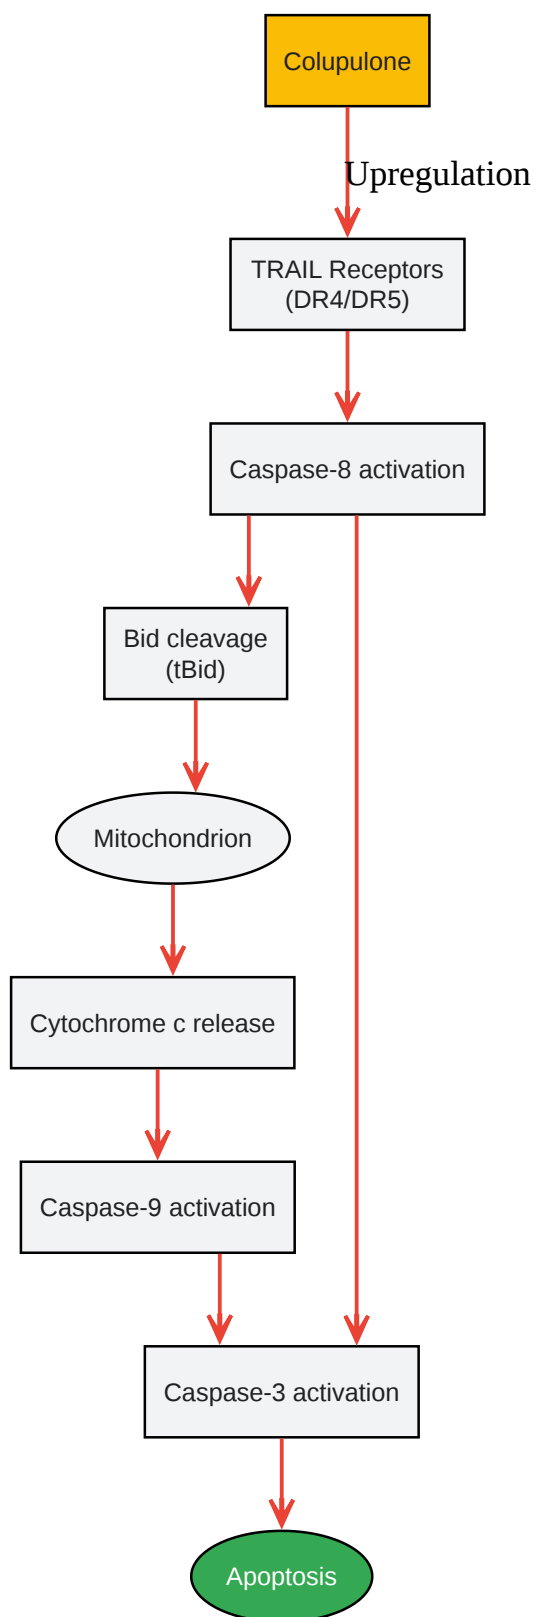 Colupulone
Upregulation
TRAIL Receptors
(DR4/DR5)
Caspase-8 activation
Bid cleavage
(tBid)
Mitochondrion
Cytochrome c release
Caspase-9 activation
Caspase-3 activation
Apoptosis